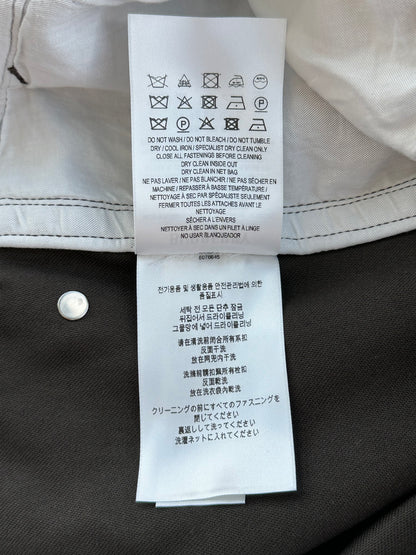 DO NOT WASH / DO NOT BLEACH / DO NOT TUMBLE
DRY / COOL IRON / SPECIALIST DRY CLEAN ONLY
CLOSE ALL FASTENINGS BEFORE CLEANING
DRY CLEAN INSIDE OUT
DRY CLEAN IN NET BAG
NE PAS LAVER / NE PAS BLANCHIR / NE PAS SÉCHER EN
MACHINE / REPASSER À BASSE TEMPÉRATURE /
NETTOYAGE À SEC PAR SPÉCIALISTE SEULEMENT
FERMER TOUTES LES ATTACHES AVANT LE
NETTOYAGE
SÉCHER À L'ENVERS
NETTOYER À SEC DANS UN FILET À LINGE
NO USAR BLANQUEADOR
8076645
전기용품 및 생활용품 안전관리법에 의한
품질표시
세탁 전 모든 단추 잠금
뒤집어서 드라이클리닝
그물망에 넣어 드라이클리닝
请在清洗前闭合所有系扣
反面干洗
放在网兜内干洗
洗滌前請扣緊所有栓扣
反面乾洗
放在洗衣袋內乾洗
クリーニングの前にすべてのファスニングを
閉じてください
裏返しして洗ってください
洗濯ネットに入れてください